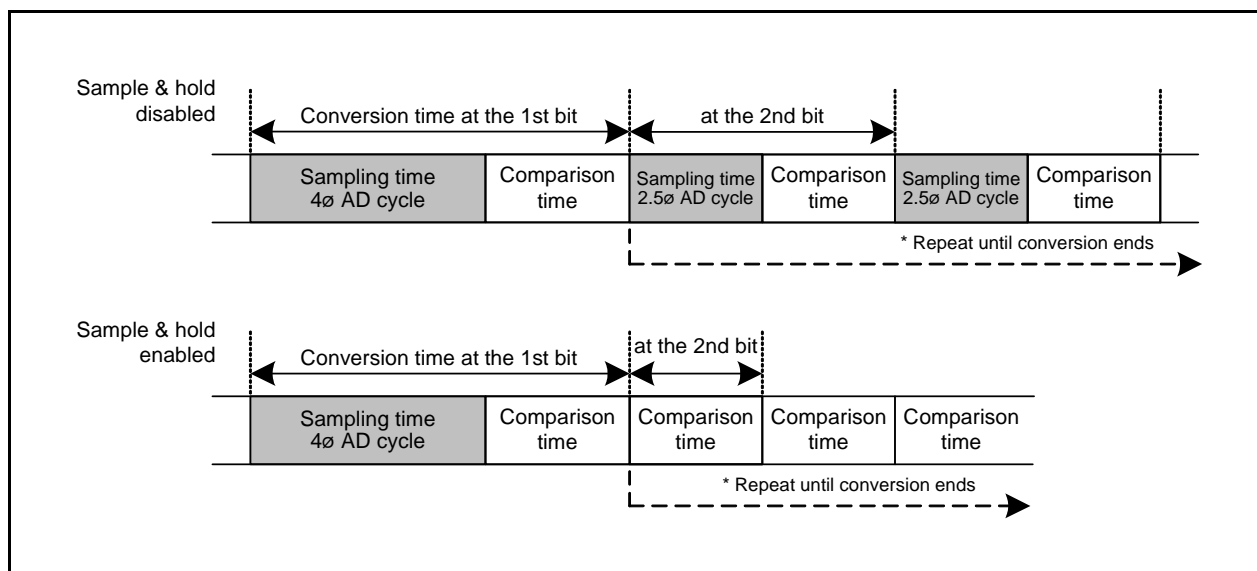 Sample & hold
disabled
Conversion time at the 1st bit
at the 2nd bit
Sampling time
4ø AD cycle
Comparison
time
Sampling time
2.5ø AD cycle
Comparison
time
Sampling time
2.5ø AD cycle
Comparison
time
* Repeat until conversion ends
Sample & hold
enabled
Conversion time at the 1st bit
at the 2nd bit
Sampling time
4ø AD cycle
Comparison
time
Comparison
time
Comparison
time
Comparison
time
* Repeat until conversion ends